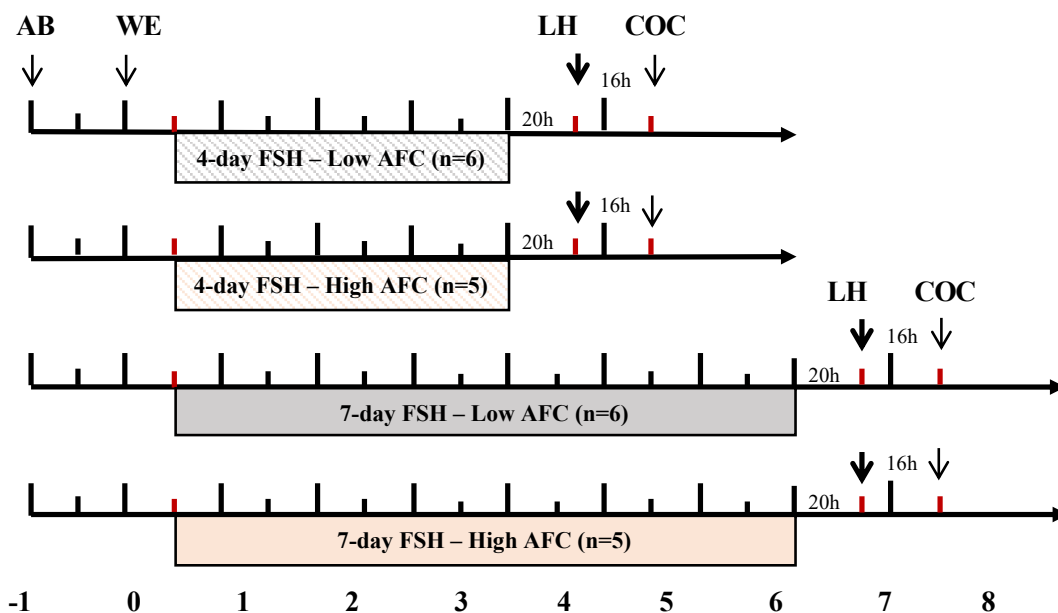 AB WE LH COC
16h
20h
4-day FSH – Low AFC (n=6)
16h
20h
4-day FSH – High AFC (n=5)
LH COC
16h
20h
7-day FSH – Low AFC (n=6)
16h
20h
7-day FSH – High AFC (n=5)
-1 0 1 2 3 4 5 6 7 8